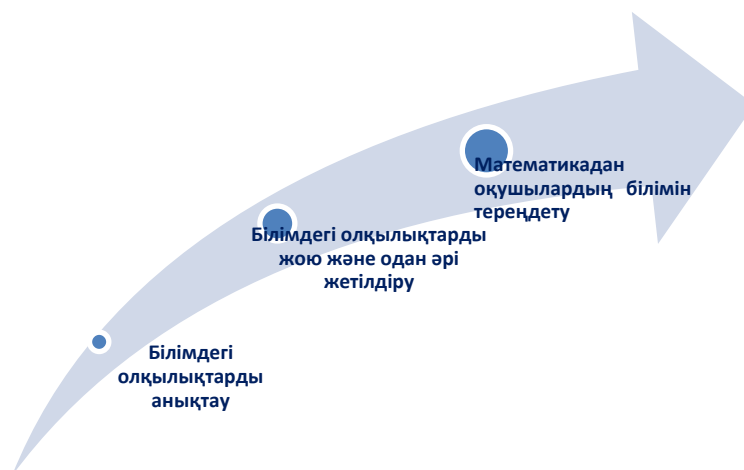 Математикадан
оқушылардың білімін
тереңдету
Білімдегі олқылықтарды
жою және одан әрі
жетілдіру
Білімдегі
олқылықтарды
анықтау